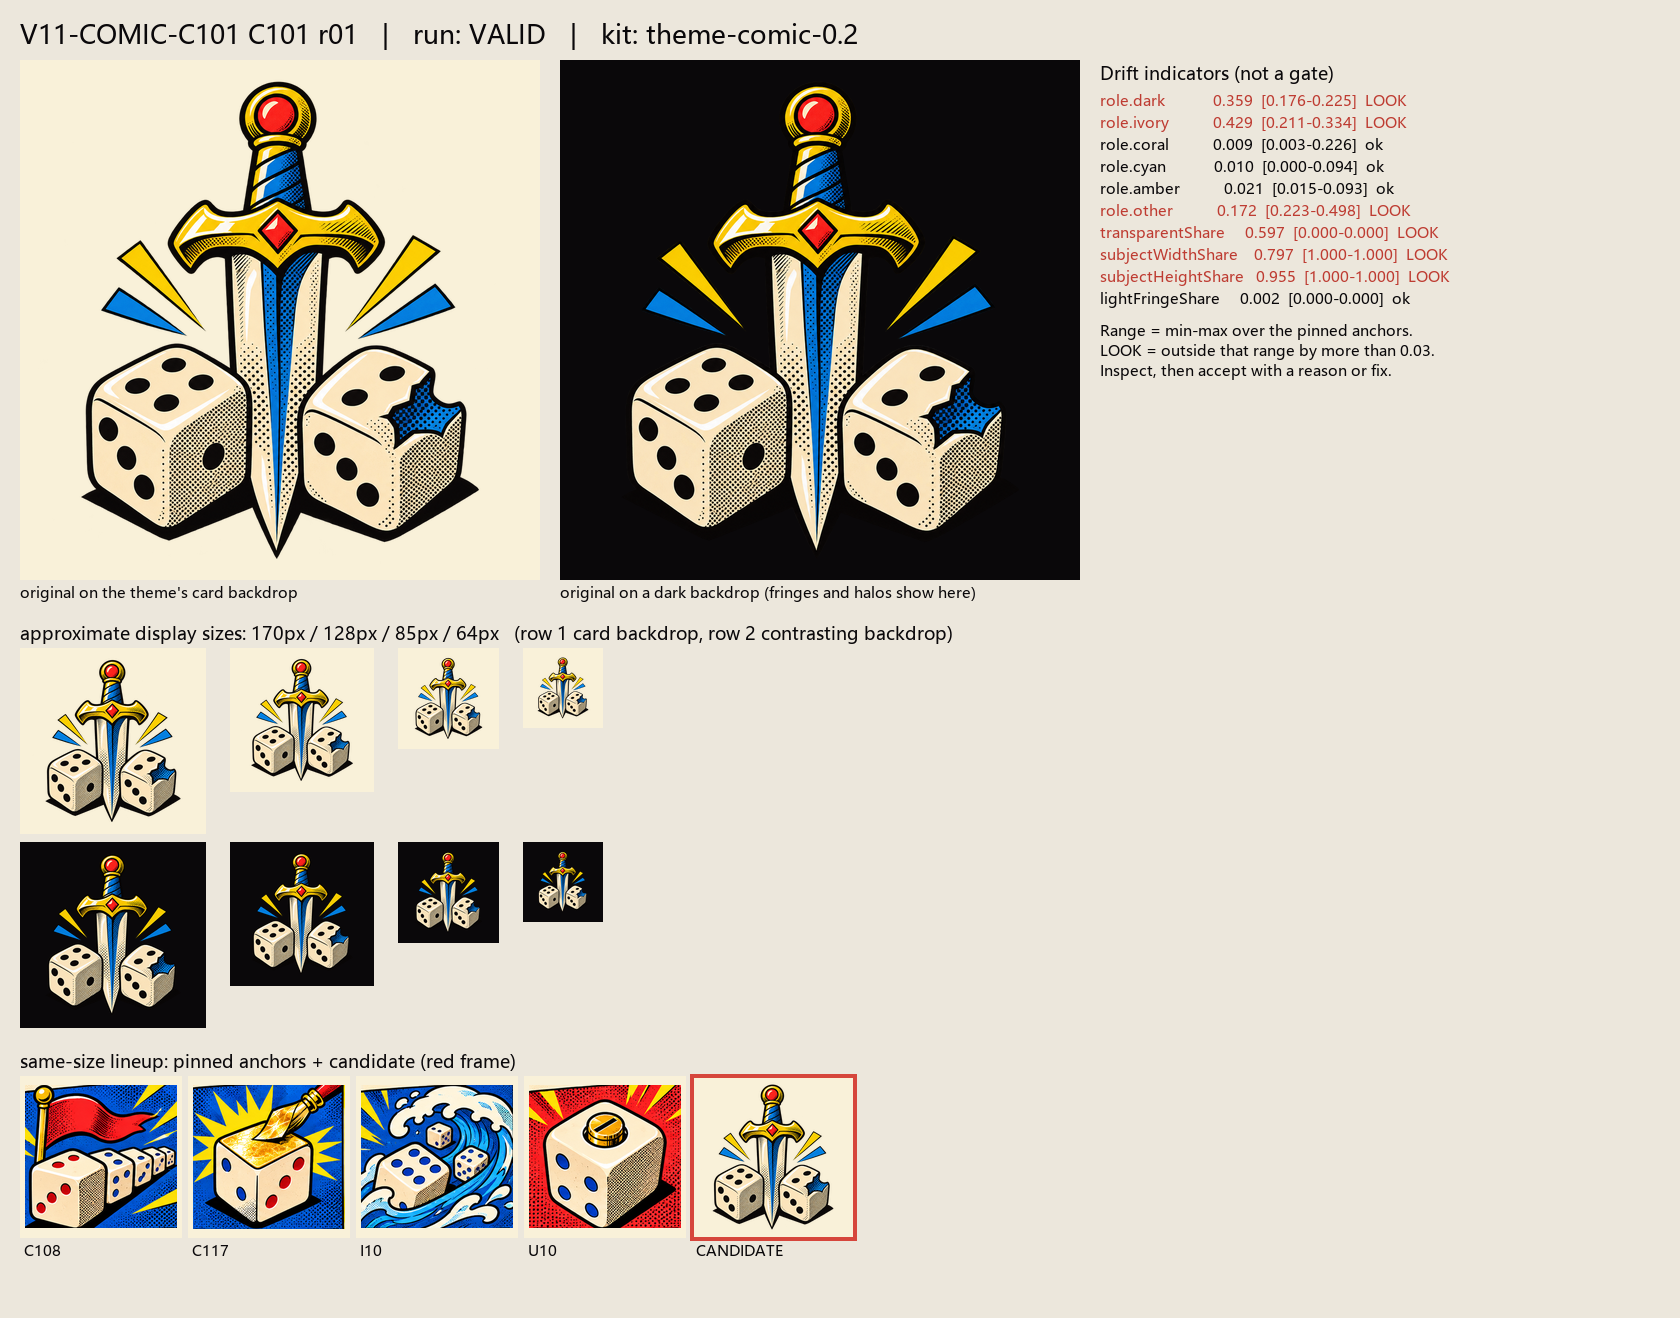 V11-COMIC-C101 C101 r01 | run: VALID | kit: theme-comic-0.2
original on the theme's card backdrop
original on a dark backdrop (fringes and halos show here)
Drift indicators (not a gate)
role.dark 0.359 [0.176-0.225] LOOK
role.ivory 0.429 [0.211-0.334] LOOK
role.coral 0.009 [0.003-0.226] ok
role.cyan 0.010 [0.000-0.094] ok
role.amber 0.021 [0.015-0.093] ok
role.other 0.172 [0.223-0.498] LOOK
transparentShare 0.597 [0.000-0.000] LOOK
subjectWidthShare 0.797 [1.000-1.000] LOOK
subjectHeightShare 0.955 [1.000-1.000] LOOK
lightFringeShare 0.002 [0.000-0.000] ok
Range = min-max over the pinned anchors.
LOOK = outside that range by more than 0.03.
Inspect, then accept with a reason or fix.
approximate display sizes: 170px / 128px / 85px / 64px (row 1 card backdrop, row 2 contrasting backdrop)
same-size lineup: pinned anchors + candidate (red frame)
C108
C117
I10
U10
CANDIDATE